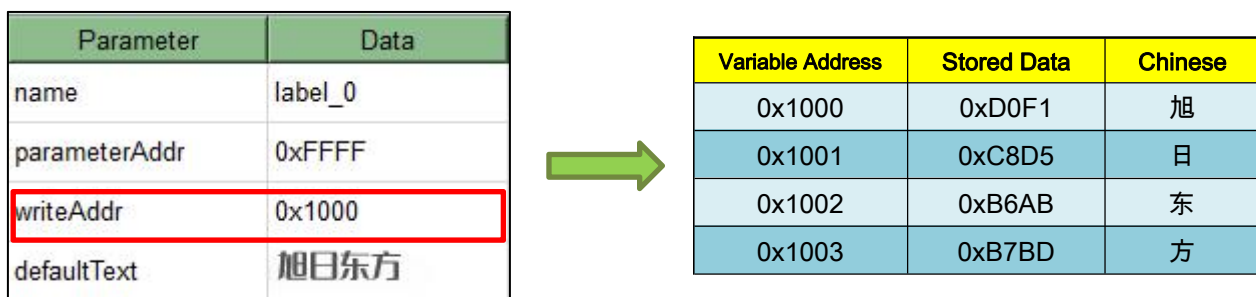 Parameter Data
name label_0
parameterAddr 0xFFFF
writeAddr 0x1000
defaultText 旭日东方
Variable Address Stored Data Chinese
0x1000 0xD0F1 旭
0x1001 0xC8D5 日
0x1002 0xB6AB 东
0x1003 0xB7BD 方